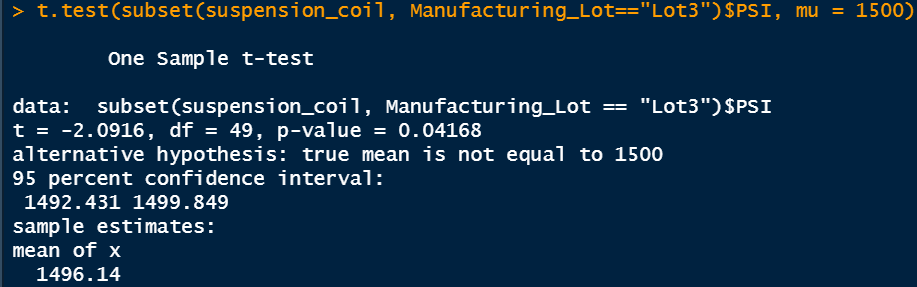 > t.test(subset(suspension_coil, Manufacturing_Lot=="Lot3")$PSI, mu = 1500)
One Sample t-test
data:  subset(suspension_coil, Manufacturing_Lot == "Lot3")$PSI
t = -2.0916, df = 49, p-value = 0.04168
alternative hypothesis: true mean is not equal to 1500
95 percent confidence interval:
1492.431 1499.849
sample estimates:
mean of x
1496.14